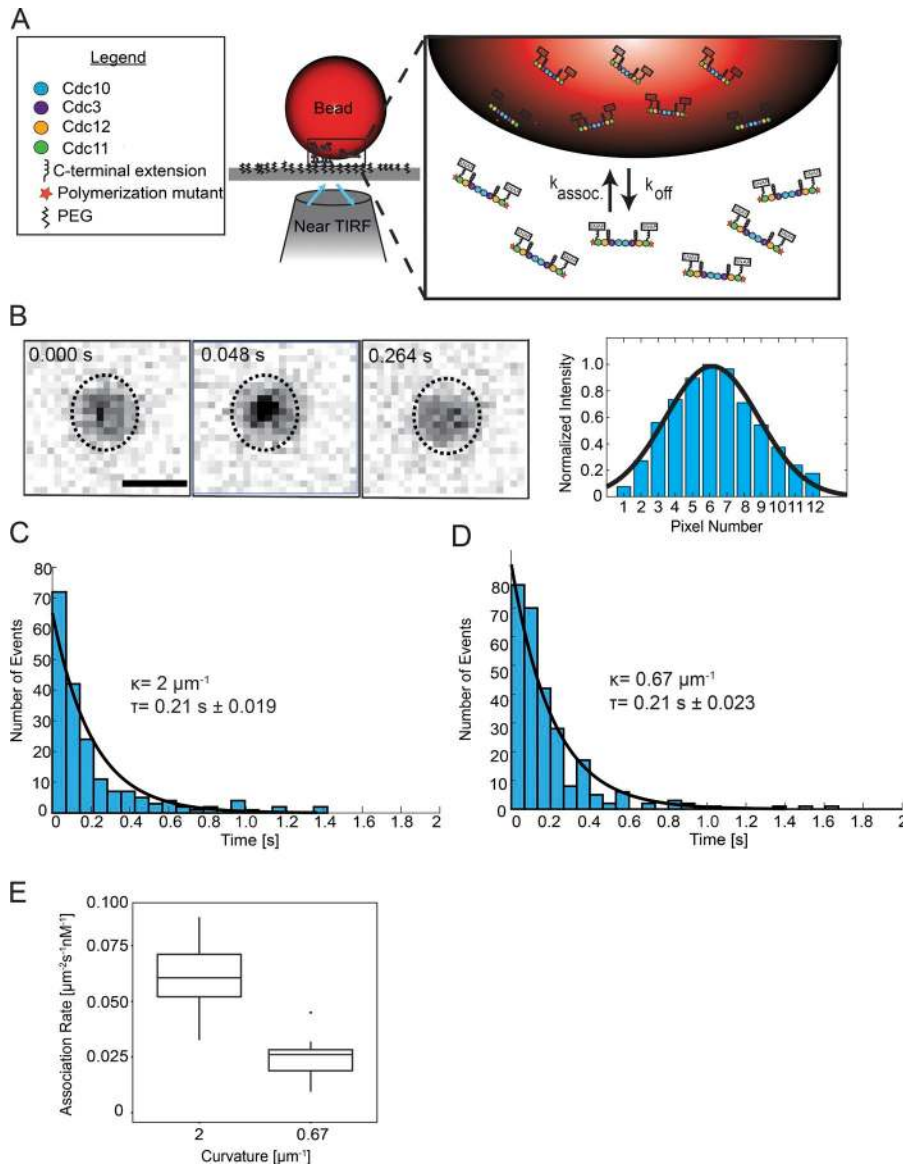 A
Legend
Cdc10
Cdc3
Cdc12
Cdc11
C-terminal extension
Polymerization mutant
PEG
Bead
Near TIRF
k assoc.
k off
B
0.000 s
0.048 s
0.264 s
Normalized Intensity
1.0
0.8
0.6
0.4
0.2
0
1 2 3 4 5 6 7 8 9 10 11 12
Pixel Number
C
Number of Events
80
70
60
50
40
30
20
10
0
κ= 2 µm⁻¹
τ= 0.21 s ± 0.019
0 0.2 0.4 0.6 0.8 1.0 1.2 1.4 1.6 1.8 2
Time [s]
D
Number of Events
80
70
60
50
40
30
20
10
0
κ= 0.67 µm⁻¹
τ= 0.21 s ± 0.023
0 0.2 0.4 0.6 0.8 1.0 1.2 1.4 1.6 1.8 2
Time [s]
E
Association Rate [µm⁻²s⁻¹nM⁻¹]
0.100
0.075
0.050
0.025
0
2 0.67
Curvature [µm⁻¹]